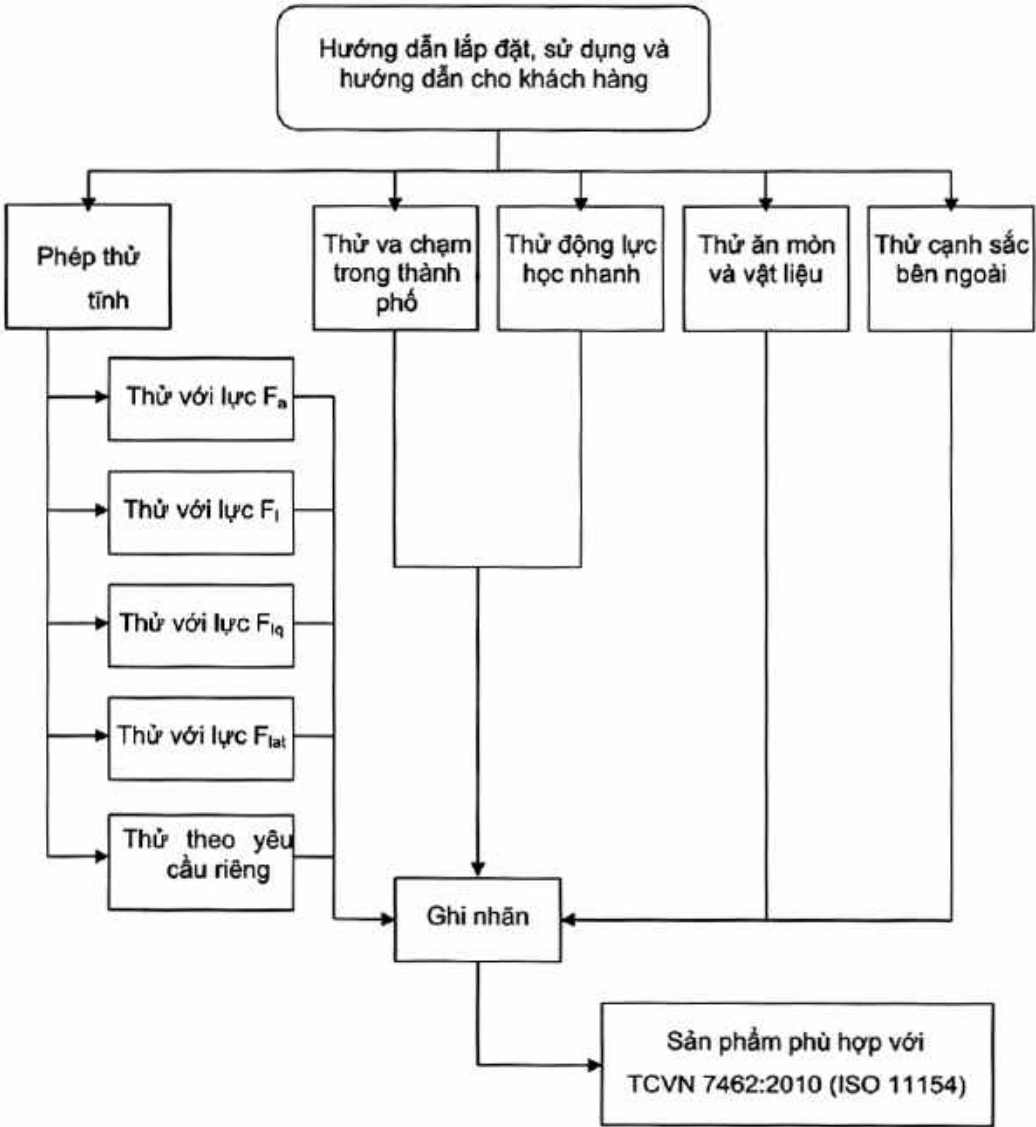 Hướng dẫn lắp đặt, sử dụng và
hướng dẫn cho khách hàng
Phép thử
tĩnh
Thử va chạm
trong thành
phố
Thử động lực
học nhanh
Thử ăn mòn
và vật liệu
Thử cạnh sắc
bên ngoài
Thử với lực Fa
Thử với lực Fl
Thử với lực Flq
Thử với lực Flat
Thử theo yêu
cầu riêng
Ghi nhãn
Sản phẩm phù hợp với
TCVN 7462:2010 (ISO 11154)